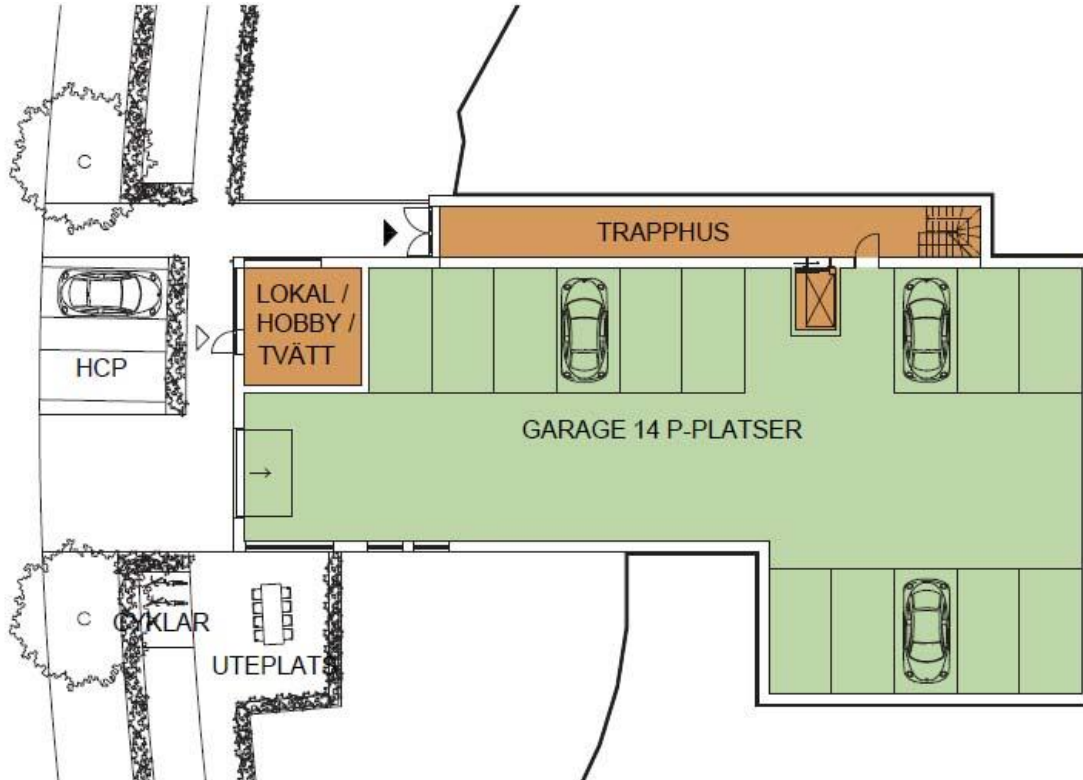 C
TRAPPHUS
LOKAL /
HOBBY /
TVÄTT
HCP
GARAGE 14 P-PLATSER
C
CYKLAR
UTEPLATS